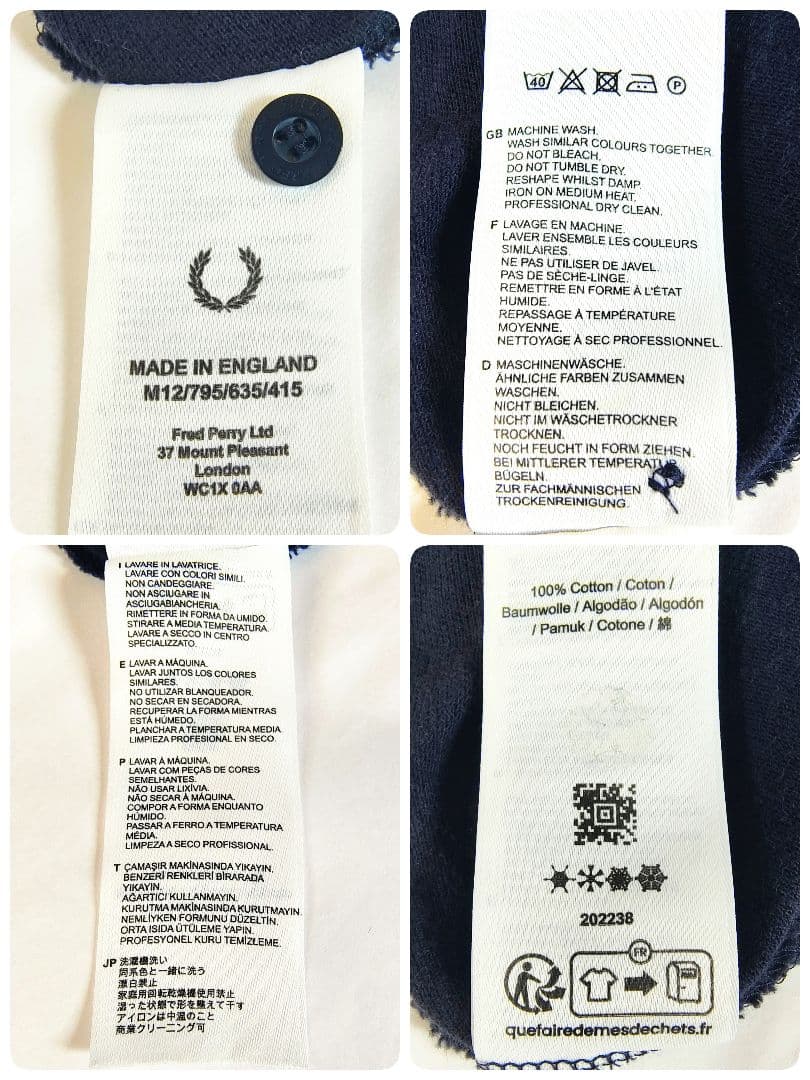 MADE IN ENGLAND
M12/795/635/415
Fred Perry Ltd
37 Mount Pleasant
London
WC1X 0AA
40
P
GB MACHINE WASH.
WASH SIMILAR COLOURS TOGETHER
DO NOT BLEACH.
DO NOT TUMBLE DRY.
RESHAPE WHILST DAMP.
IRON ON MEDIUM HEAT.
PROFESSIONAL DRY CLEAN.
F LAVAGE EN MACHINE.
LAVER ENSEMBLE LES COULEURS
SIMILAIRES.
NE PAS UTILISER DE JAVEL.
PAS DE SÈCHE-LINGE.
REMETTRE EN FORME À L'ÉTAT
HUMIDE.
REPASSAGE À TEMPÉRATURE
MOYENNE.
NETTOYAGE À SEC PROFESSIONNEL.
D MASCHINENWÄSCHE.
ÄHNLICHE FARBEN ZUSAMMEN
WASCHEN.
NICHT BLEICHEN.
NICHT IM WÄSCHETROCKNER
TROCKNEN.
NOCH FEUCHT IN FORM ZIEHEN.
BEI MITTLERER TEMPERATUR
BÜGELN.
ZUR FACHMÄNNISCHEN
TROCKENREINIGUNG.
I LAVARE IN LAVATRICE.
LAVARE CON COLORI SIMILI.
NON CANDEGGIARE.
NON ASCIUGARE IN
ASCIUGABIANCHERIA.
RIMETTERE IN FORMA DA UMIDO.
STIRARE A MEDIA TEMPERATURA.
LAVARE A SECCO IN CENTRO
SPECIALIZZATO.
E LAVAR A MÁQUINA.
LAVAR JUNTOS LOS COLORES
SIMILARES.
NO UTILIZAR BLANQUEADOR.
NO SECAR EN SECADORA.
RECUPERAR LA FORMA MIENTRAS
ESTÁ HÚMEDO.
PLANCHAR A TEMPERATURA MEDIA
LIMPIEZA PROFESIONAL EN SECO.
P LAVAR À MÁQUINA.
LAVAR COM PEÇAS DE CORES
SEMELHANTES.
NÃO USAR LIXÍVIA.
NÃO SECAR À MÁQUINA.
COMPOR A FORMA ENQUANTO
HÚMIDO.
PASSAR A FERRO A TEMPERATURA
MÉDIA.
LIMPEZA A SECO PROFISSIONAL.
T ÇAMAŞIR MAKİNASINDA YIKAYIN.
BENZERİ RENKLERİ BİRARADA
YIKAYIN.
AĞARTICI KULLANMAYIN.
KURUTMA MAKİNASINDA KURUTMAYIN.
NEMLİYKEN FORMUNU DÜZELTİN.
ORTA ISIDA ÜTÜLEME YAPIN.
PROFESYONEL KURU TEMİZLEME.
JP 洗濯機洗い
同系色と一緒に洗う
漂白禁止
家庭用回転乾燥機使用禁止
湿った状態で形を整えて干す
アイロンは中温のこと
商業クリーニング可
100% Cotton / Coton /
Baumwolle / Algodão / Algodón
/ Pamuk / Cotone / 綿
202238
FR
quefairedemesdechets.fr